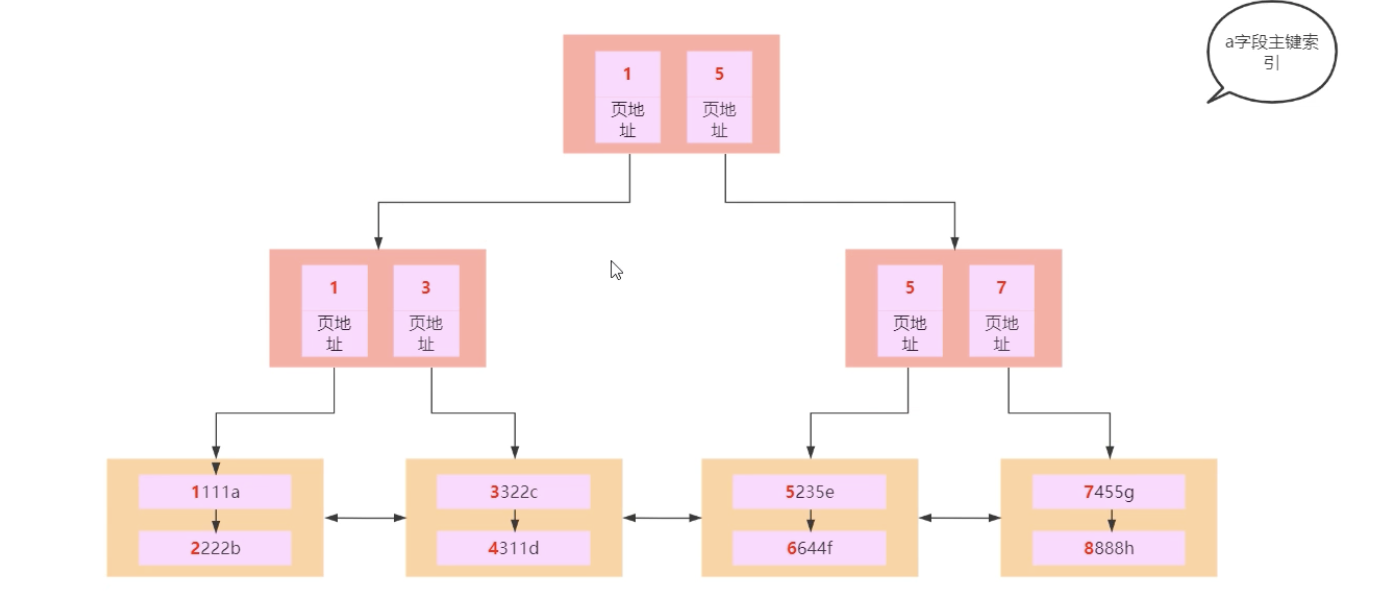 a字段主键索
引
1 5
页地 页地
址 址
1 3 5 7
页地 页地 页地 页地
址 址 址 址
1111a 3322c 5235e 7455g
2222b 4311d 6644f 8888h